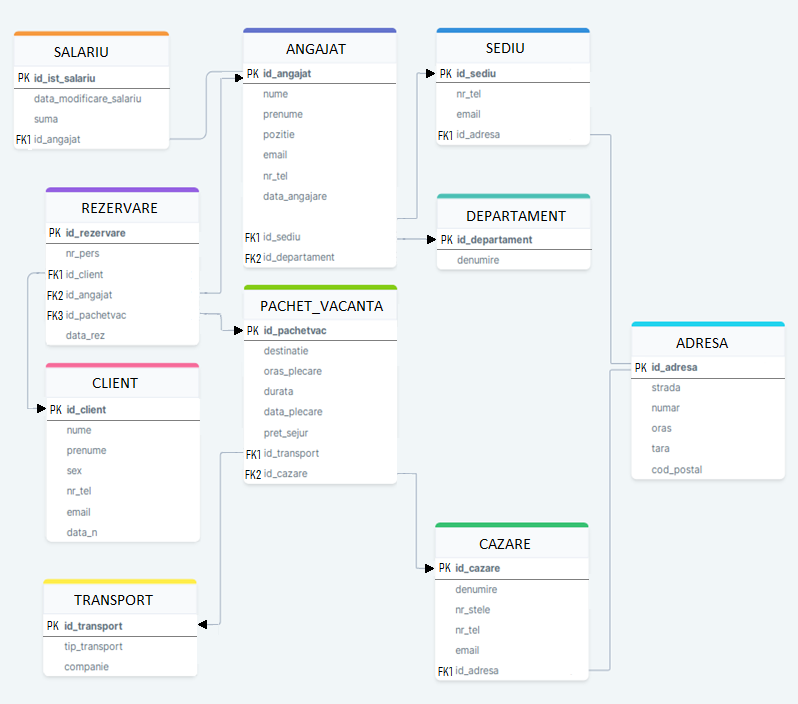 SALARIU
PK id_ist_salariu
data_modificare_salariu
suma
FK1 id_angajat
ANGAJAT
PK id_angajat
nume
prenume
pozitie
email
nr_tel
data_angajare
FK1 id_sediu
FK2 id_departament
SEDIU
PK id_sediu
nr_tel
email
FK1 id_adresa
REZERVARE
PK id_rezervare
nr_pers
FK1 id_client
FK2 id_angajat
FK3 id_pachetvac
data_rez
DEPARTAMENT
PK id_departament
denumire
PACHET_VACANTA
PK id_pachetvac
destinatie
oras_plecare
durata
data_plecare
pret_sejur
FK1 id_transport
FK2 id_cazare
ADRESA
PK id_adresa
strada
numar
oras
tara
cod_postal
CLIENT
PK id_client
nume
prenume
sex
nr_tel
email
data_n
CAZARE
PK id_cazare
denumire
nr_stele
nr_tel
email
FK1 id_adresa
TRANSPORT
PK id_transport
tip_transport
companie